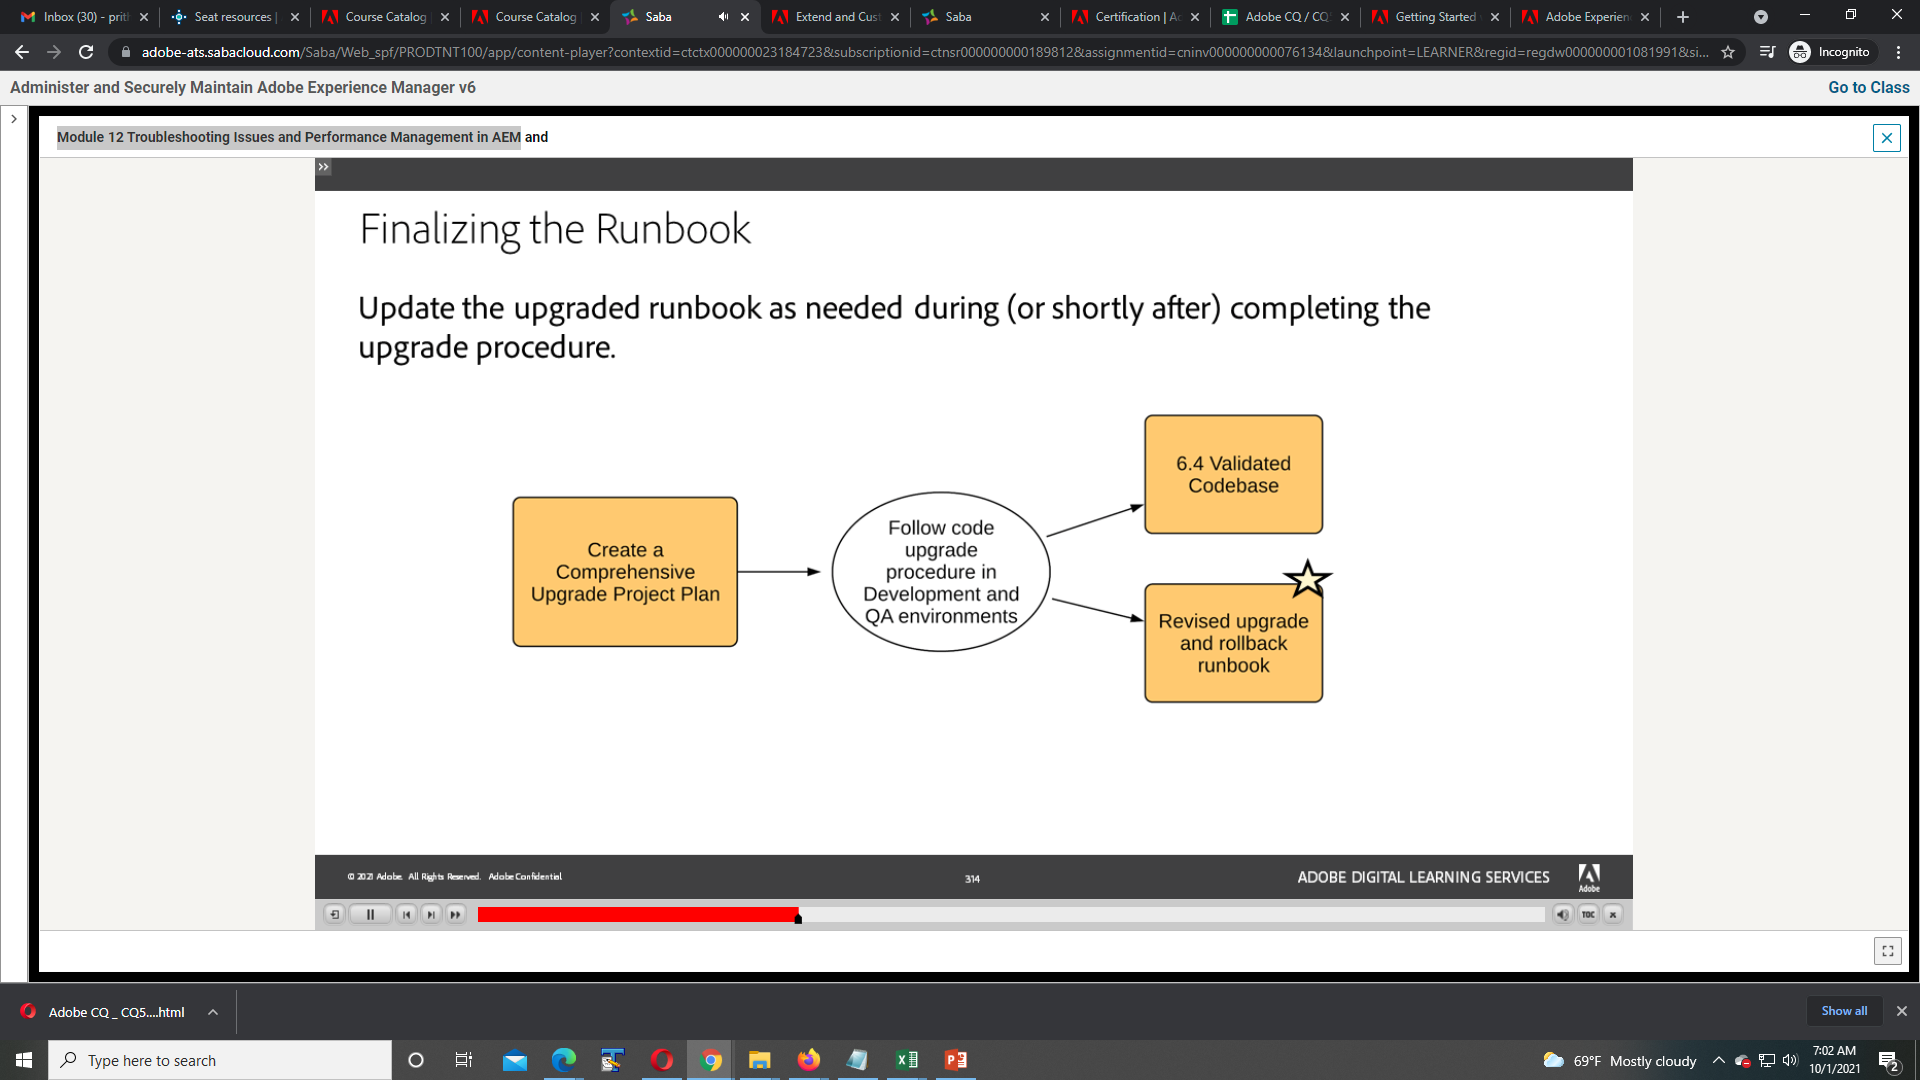 Inbox (30) - prith
Seat resources |
Course Catalog
Course Catalog
Saba
Extend and Cust
Saba
Certification | Ac
Adobe CQ / CQ
Getting Started
Adobe Experien
adobe-ats.sabacloud.com/Saba/Web_spf/PRODTNT100/app/content-player?contextid=ctctx000000023184723&subscriptionid=ctnsr0000000000189812&assignmentid=cninv000000000076134&launchpoint=LEARNER&regid=regdw000000001081991&si...
Incognito
Administer and Securely Maintain Adobe Experience Manager v6
Go to Class
Module 12 Troubleshooting Issues and Performance Management in AEM and
Finalizing the Runbook
Update the upgraded runbook as needed during (or shortly after) completing the
upgrade procedure.
Create a
Comprehensive
Upgrade Project Plan
Follow code
upgrade
procedure in
Development and
QA environments
6.4 Validated
Codebase
Revised upgrade
and rollback
runbook
© 2021 Adobe. All Rights Reserved. Adobe Confidential
314
ADOBE DIGITAL LEARNING SERVICES
Adobe
TOC
Adobe CQ _ CQ5....html
Show all
Type here to search
69°F Mostly cloudy
7:02 AM
10/1/2021
2